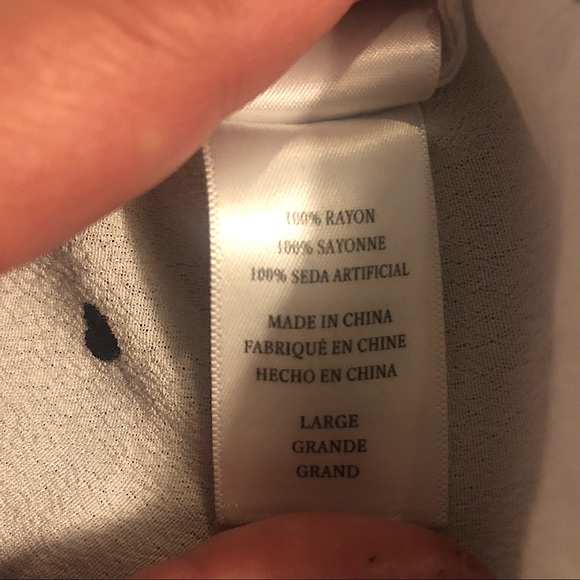 100% RAYON
100% SAYONNE
100% SEDA ARTIFICIAL
MADE IN CHINA
FABRIQUÉ EN CHINE
HECHO EN CHINA
LARGE
GRANDE
GRAND